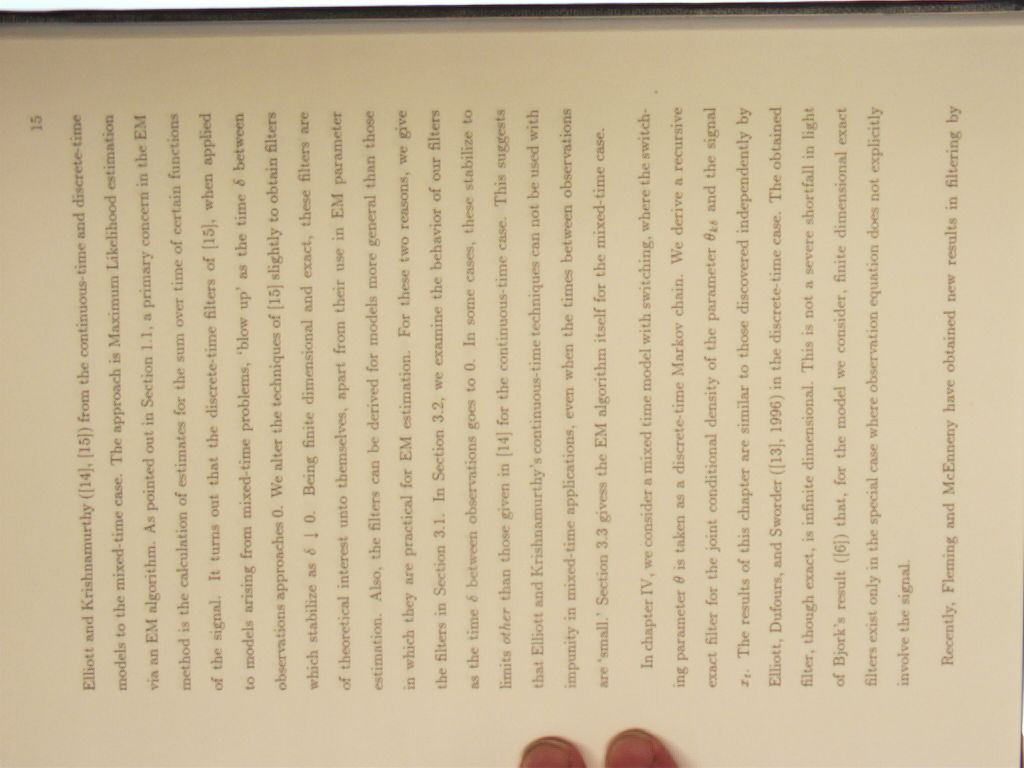 15
Elliott and Krishnamurthy ([14], [15]) from the continuous-time and discrete-time
models to the mixed-time case. The approach is Maximum Likelihood estimation
via an EM algorithm. As pointed out in Section 1.1, a primary concern in the EM
method is the calculation of estimates for the sum over time of certain functions
of the signal. It turns out that the discrete-time filters of [15], when applied
to models arising from mixed-time problems, 'blow up' as the time δ between
observations approaches 0. We alter the techniques of [15] slightly to obtain filters
which stabilize as δ ↓ 0. Being finite dimensional and exact, these filters are
of theoretical interest unto themselves, apart from their use in EM parameter
estimation. Also, the filters can be derived for models more general than those
in which they are practical for EM estimation. For these two reasons, we give
the filters in Section 3.1. In Section 3.2, we examine the behavior of our filters
as the time δ between observations goes to 0. In some cases, these stabilize to
limits other than those given in [14] for the continuous-time case. This suggests
that Elliott and Krishnamurthy's continuous-time techniques can not be used with
impunity in mixed-time applications, even when the times between observations
are 'small.' Section 3.3 givess the EM algorithm itself for the mixed-time case.
In chapter IV, we consider a mixed time model with switching, where the switch-
ing parameter θ is taken as a discrete-time Markov chain. We derive a recursive
exact filter for the joint conditional density of the parameter θₖδ and the signal
xₜ. The results of this chapter are similar to those discovered independently by
Elliott, Dufours, and Sworder ([13], 1996) in the discrete-time case. The obtained
filter, though exact, is infinite dimensional. This is not a severe shortfall in light
of Bjork's result ([6]) that, for the model we consider, finite dimensional exact
filters exist only in the special case where observation equation does not explicitly
involve the signal.
Recently, Fleming and McEneny have obtained new results in filtering by